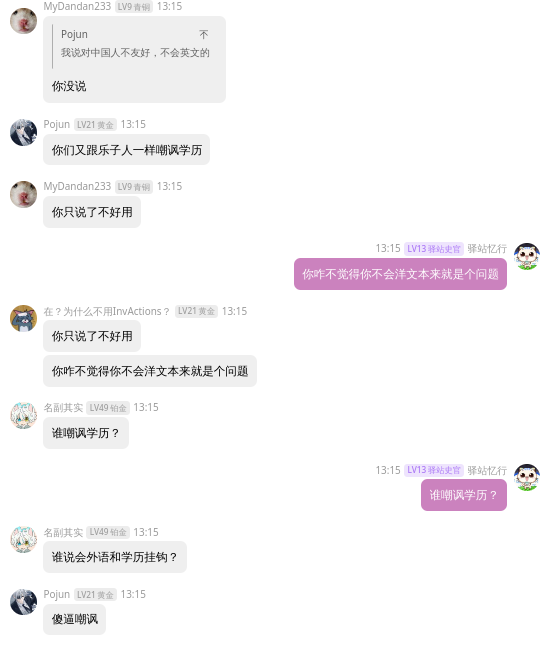 MyDandan233 LV9 青铜 13:15
Pojun 不
我说对中国人不友好，不会英文的
你没说
Pojun LV21 黄金 13:15
你们又跟乐子人一样嘲讽学历
MyDandan233 LV9 青铜 13:15
你只说了不好用
13:15 LV13 驿站史官 驿站忆行
你咋不觉得你不会洋文本来就是个问题
在？为什么不用InvActions？ LV21 黄金 13:15
你只说了不好用
你咋不觉得你不会洋文本来就是个问题
名副其实 LV49 铂金 13:15
谁嘲讽学历？
13:15 LV13 驿站史官 驿站忆行
谁嘲讽学历？
名副其实 LV49 铂金 13:15
谁说会外语和学历挂钩？
Pojun LV21 黄金 13:15
傻逼嘲讽